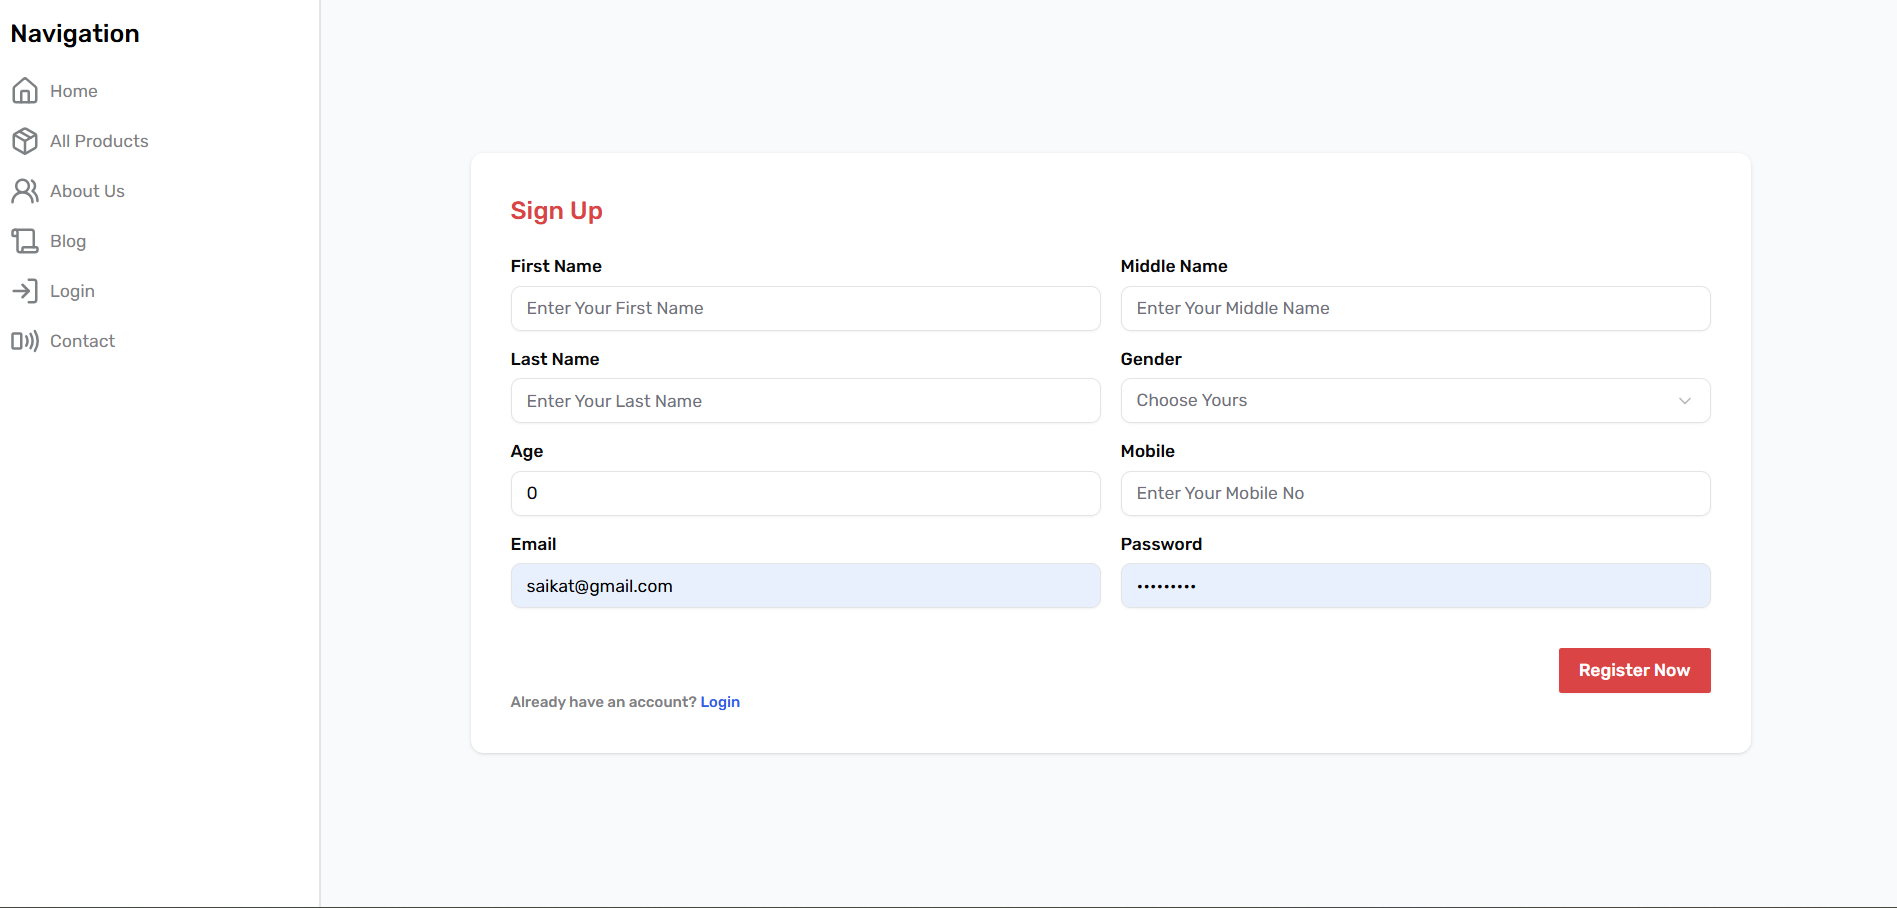 Navigation
Home
All Products
About Us
Blog
Login
Contact
Sign Up
First Name
Enter Your First Name
Middle Name
Enter Your Middle Name
Last Name
Enter Your Last Name
Gender
Choose Yours
Age
0
Mobile
Enter Your Mobile No
Email
saikat@gmail.com
Password
•••••••••
Register Now
Already have an account? Login